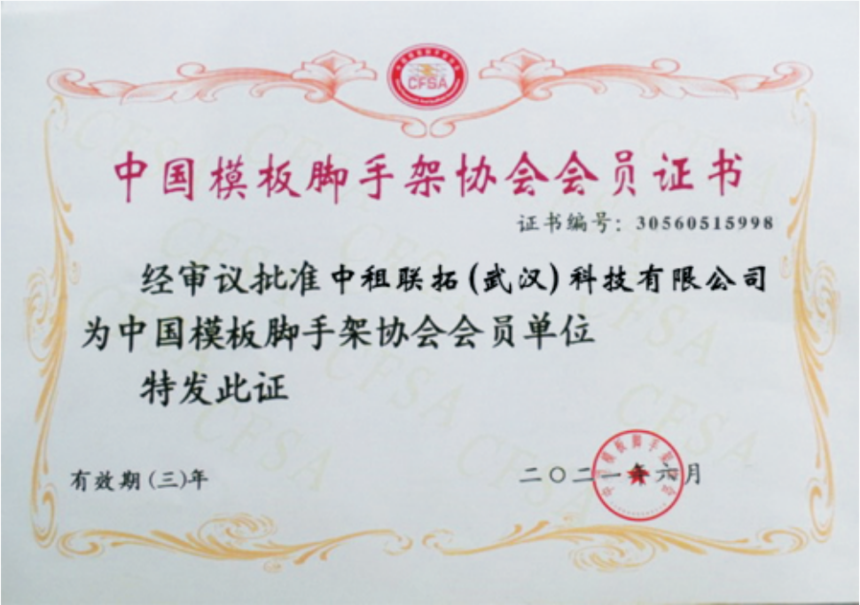 CFSA
中国模板脚手架协会会员证书
证书编号：30560515998
经审议批准中租联拓(武汉)科技有限公司
为中国模板脚手架协会会员单位
特发此证
有效期(三)年
二〇二一年六月